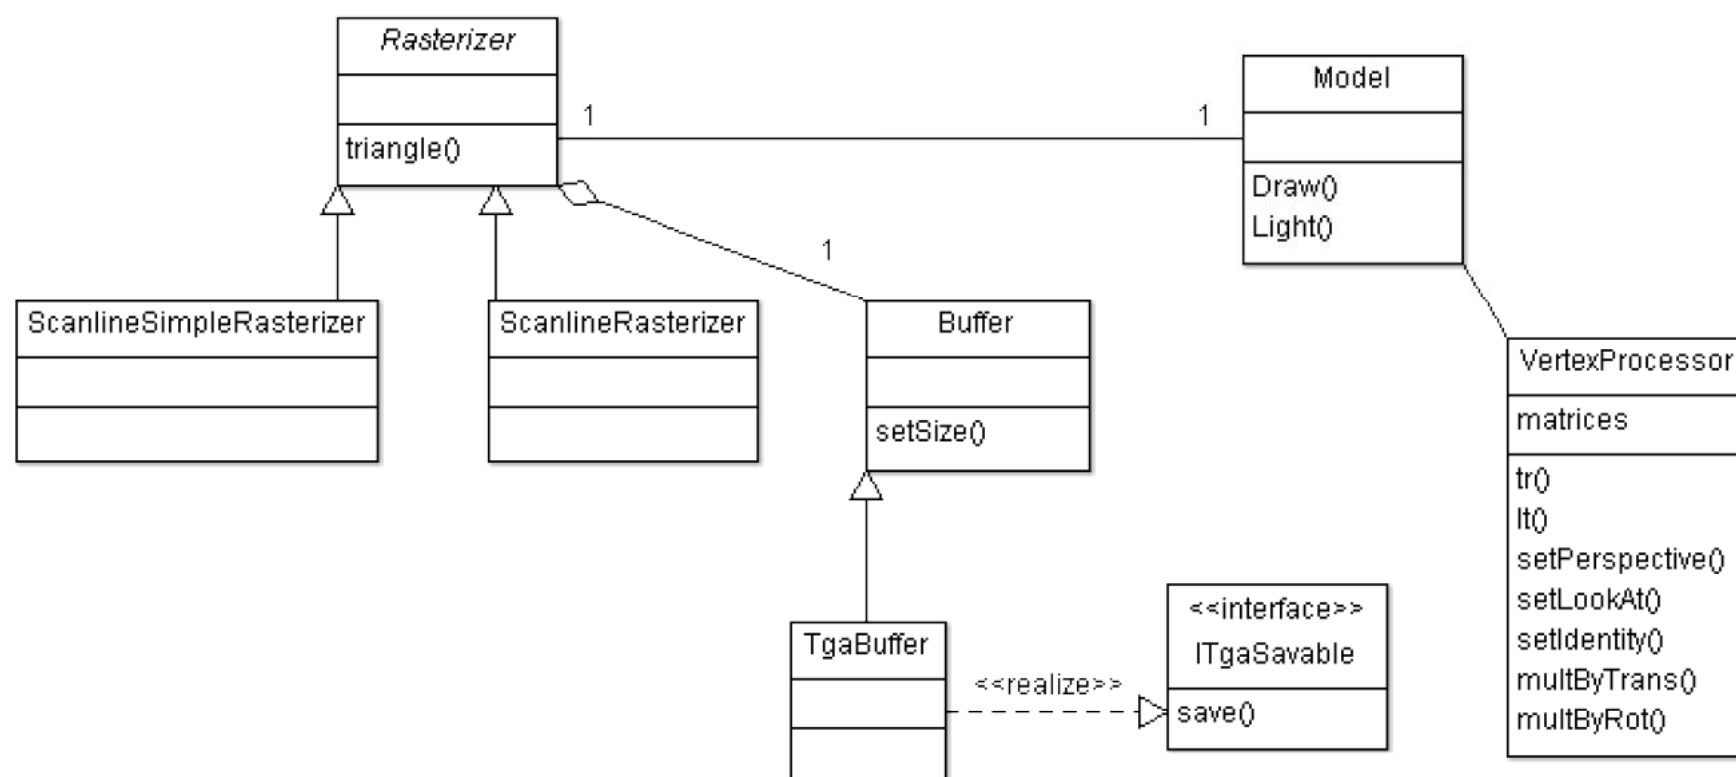 Rasterizer
triangle()
1
1
Model
Draw()
Light()
1
ScanlineSimpleRasterizer
ScanlineRasterizer
Buffer
setSize()
VertexProcessor
matrices
tr()
lt()
setPerspective()
setLookAt()
setIdentity()
multByTrans()
multByRot()
TgaBuffer
<<realize>>
<<interface>>
ITgaSavable
save()